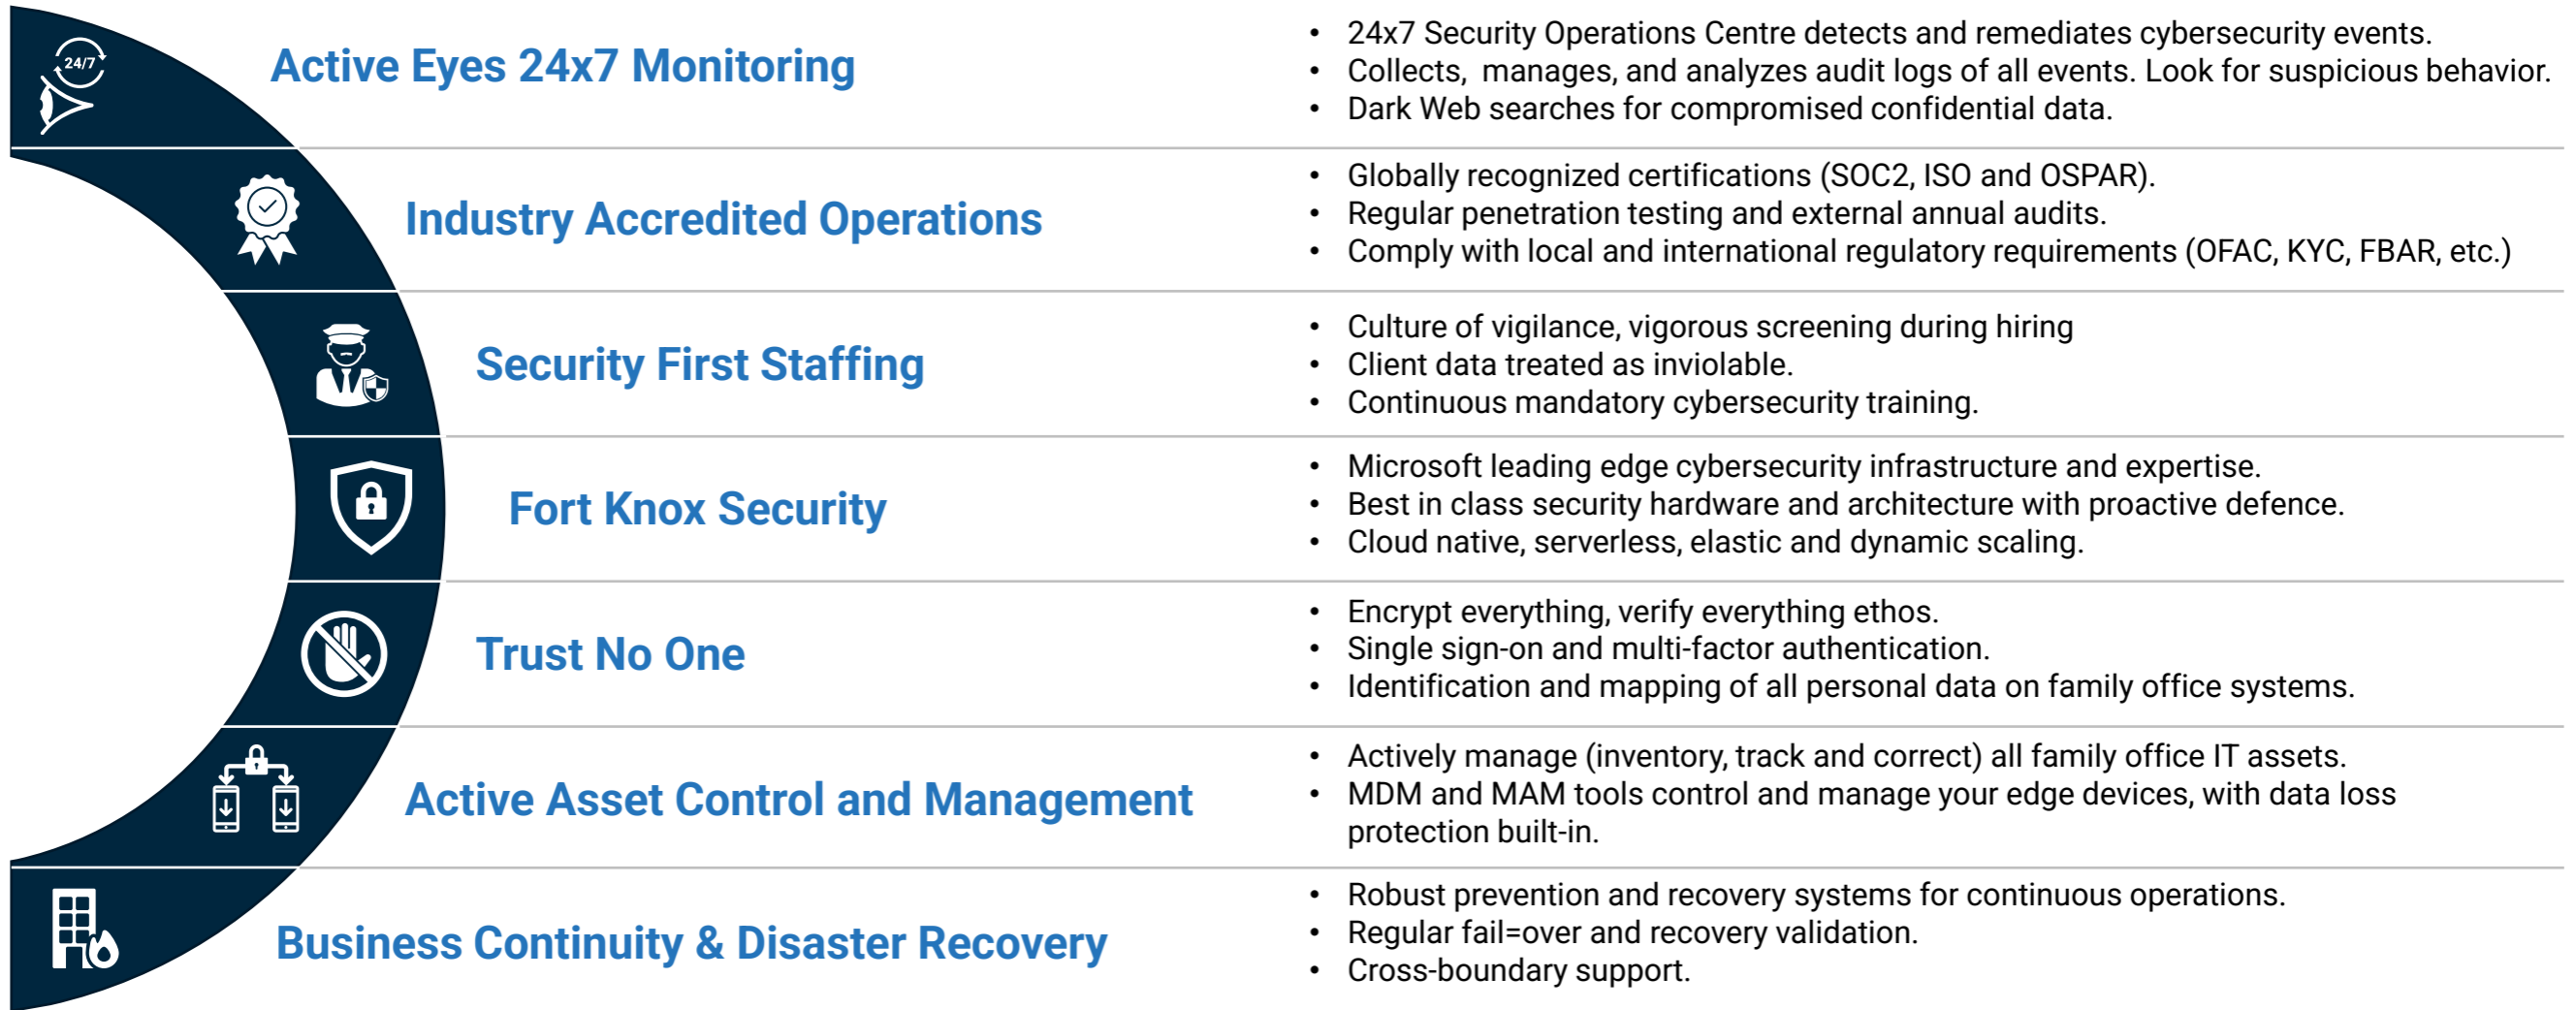 24/7
Active Eyes 24x7 Monitoring
• 24x7 Security Operations Centre detects and remediates cybersecurity events.
• Collects, manages, and analyzes audit logs of all events. Look for suspicious behavior.
• Dark Web searches for compromised confidential data.
Industry Accredited Operations
• Globally recognized certifications (SOC2, ISO and OSPAR).
• Regular penetration testing and external annual audits.
• Comply with local and international regulatory requirements (OFAC, KYC, FBAR, etc.)
Security First Staffing
• Culture of vigilance, vigorous screening during hiring
• Client data treated as inviolable.
• Continuous mandatory cybersecurity training.
Fort Knox Security
• Microsoft leading edge cybersecurity infrastructure and expertise.
• Best in class security hardware and architecture with proactive defence.
• Cloud native, serverless, elastic and dynamic scaling.
Trust No One
• Encrypt everything, verify everything ethos.
• Single sign-on and multi-factor authentication.
• Identification and mapping of all personal data on family office systems.
Active Asset Control and Management
• Actively manage (inventory, track and correct) all family office IT assets.
• MDM and MAM tools control and manage your edge devices, with data loss
protection built-in.
Business Continuity & Disaster Recovery
• Robust prevention and recovery systems for continuous operations.
• Regular fail=over and recovery validation.
• Cross-boundary support.